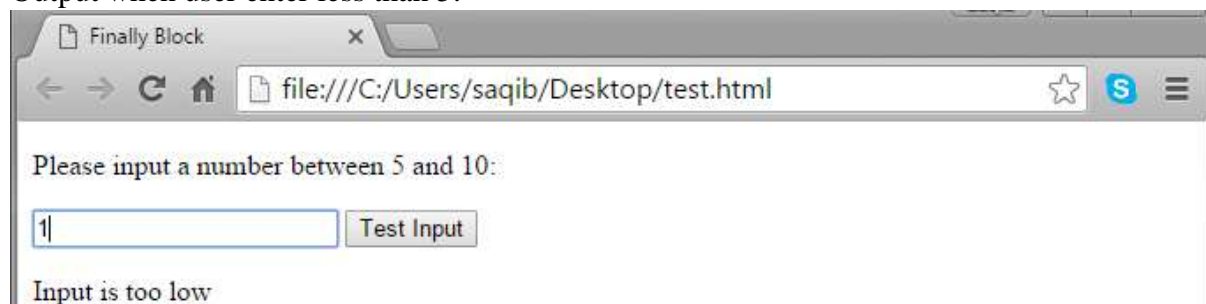 Output when user enter less than 5:
Finally Block
file:///C:/Users/saqib/Desktop/test.html
Please input a number between 5 and 10:
1
Test Input
Input is too low